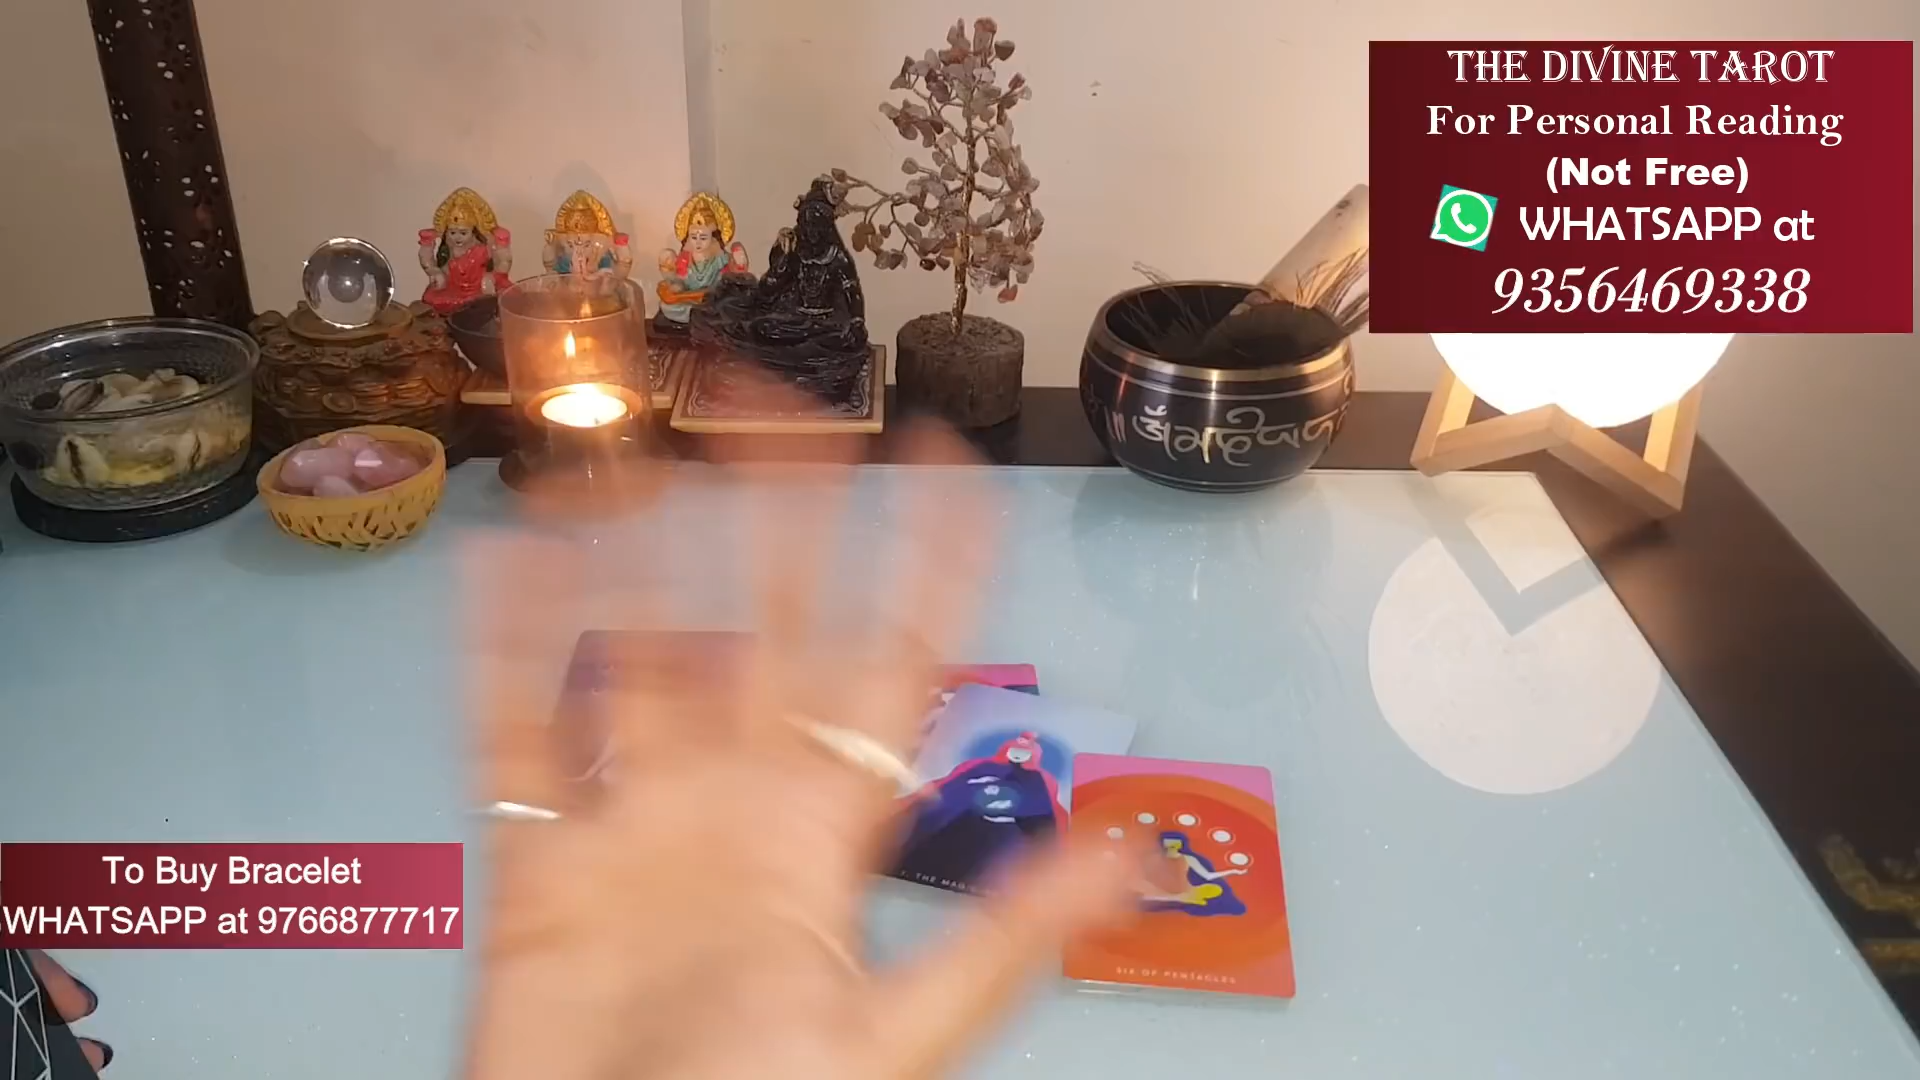 THE DIVINE TAROT
For Personal Reading
(Not Free)
WHATSAPP at
9356469338
To Buy Bracelet
WHATSAPP at 9766877717
SIX OF PENTACLES